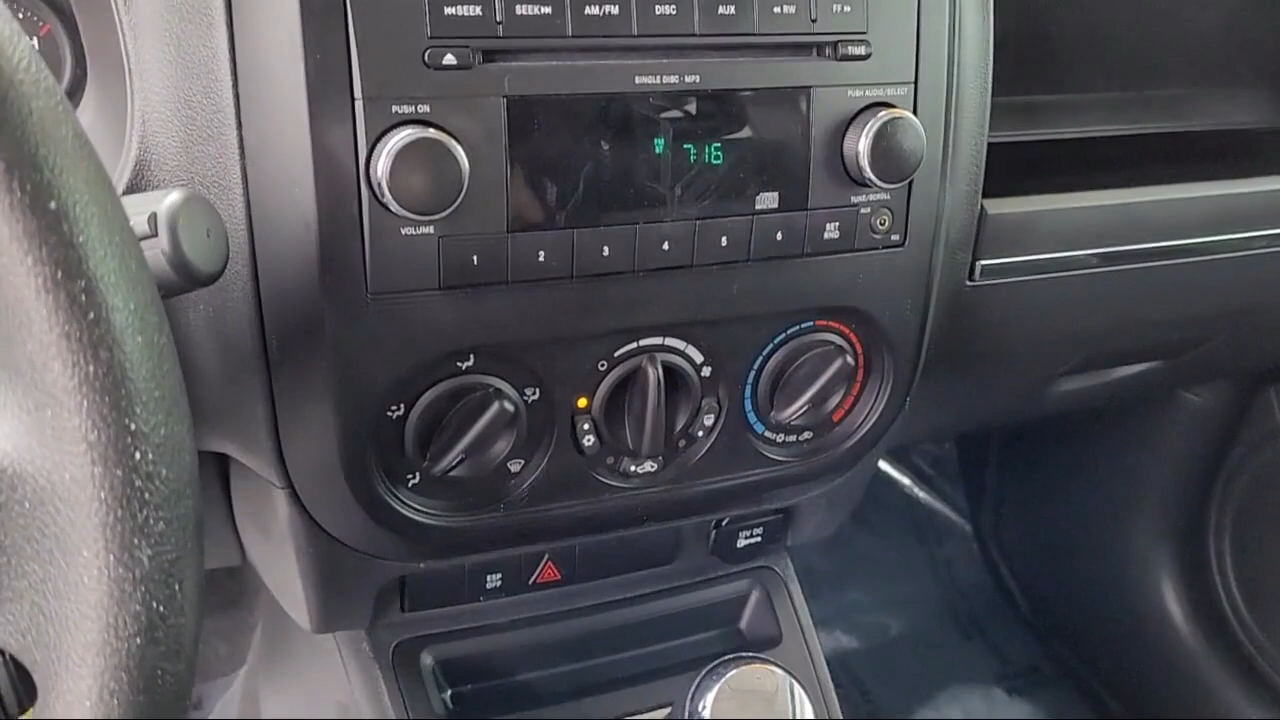 SEEK
SEEK
AM/FM
DISC
AUX
RW
FF
TIME
SINGLE DISC · MP3
PUSH ON
PUSH AUDIO/SELECT
7:16
VOLUME
TUNE/SCROLL
AUX
1
2
3
4
5
6
SET
RND
ESP
OFF
12V DC